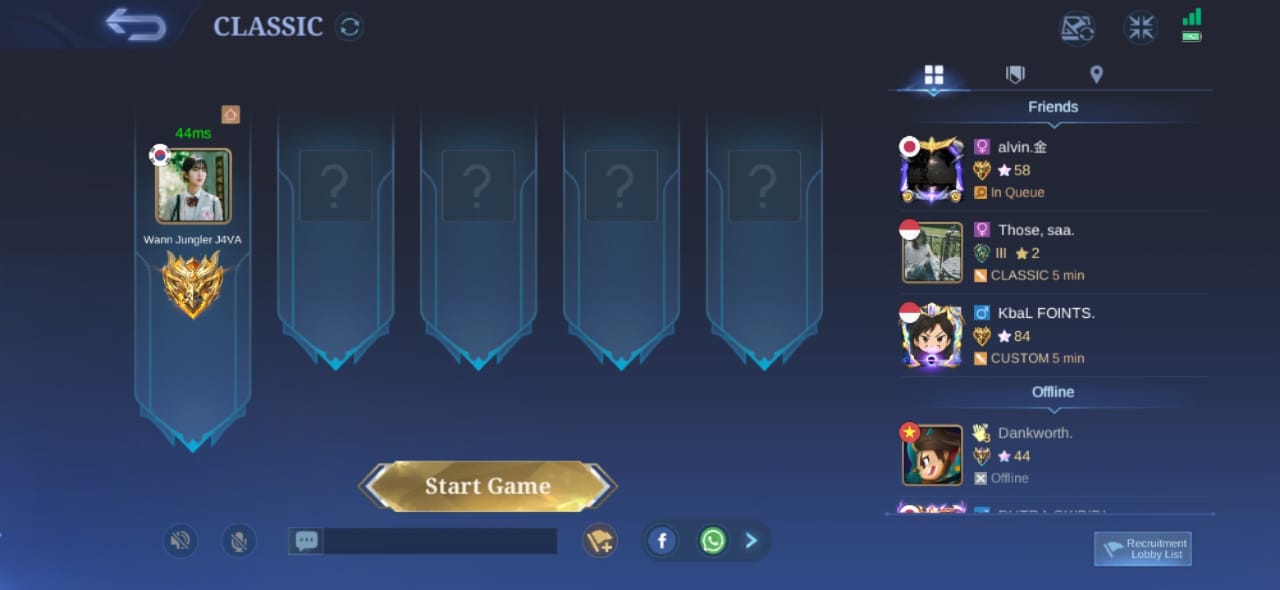 CLASSIC
44ms
Wann Jungler J4VA
? ? ? ?
Start Game
Friends
alvin.金
58
In Queue
Those, saa.
III 2
CLASSIC 5 min
KbaL FOINTS.
84
CUSTOM 5 min
Offline
Dankworth.
44
Offline
Recruitment
Lobby List